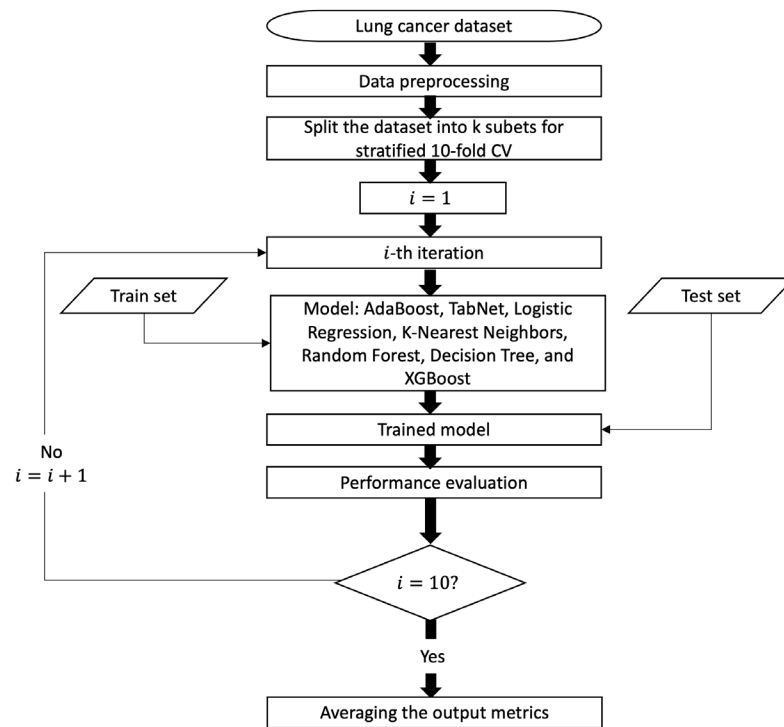 Lung cancer dataset
Data preprocessing
Split the dataset into k subets for
stratified 10-fold CV
i = 1
i-th iteration
Train set
Model: AdaBoost, TabNet, Logistic
Regression, K-Nearest Neighbors,
Random Forest, Decision Tree, and
XGBoost
Test set
Trained model
No
i = i + 1
Performance evaluation
i = 10?
Yes
Averaging the output metrics